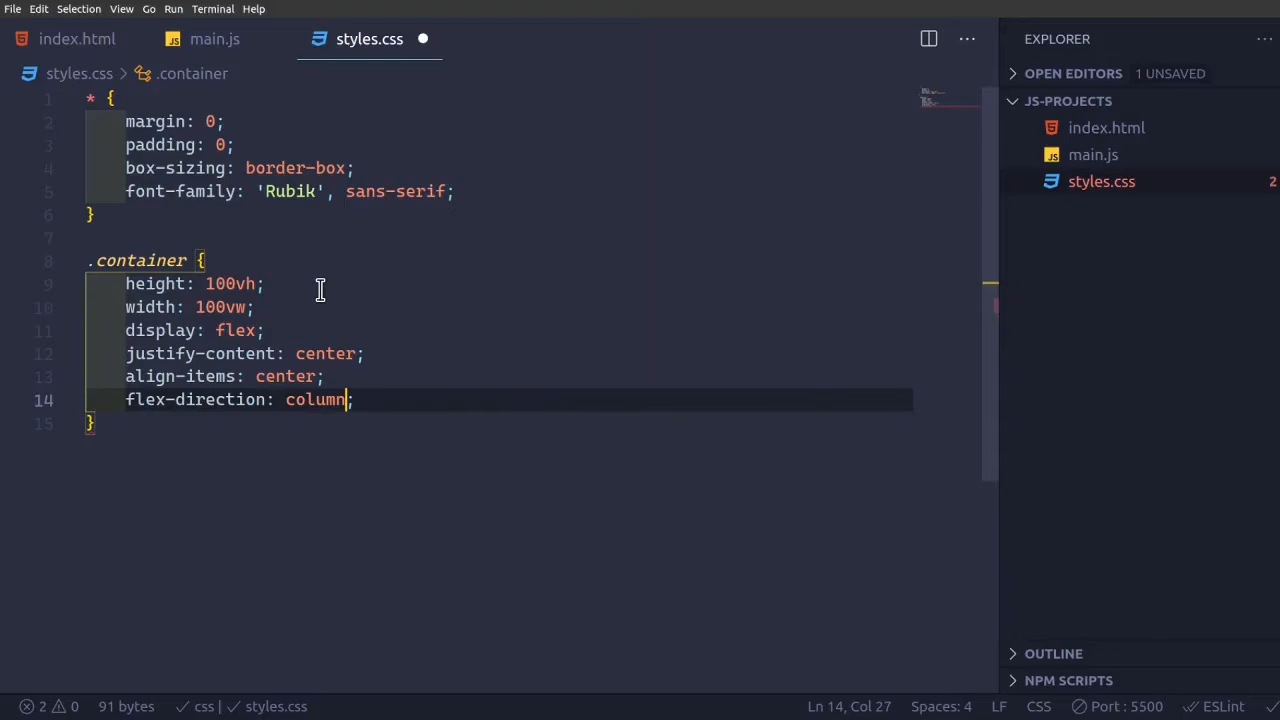 File Edit Selection View Go Run Terminal Help
index.html main.js styles.css
EXPLORER
styles.css > .container
OPEN EDITORS 1 UNSAVED
JS-PROJECTS
index.html
main.js
styles.css 2
1 * {
2 margin: 0;
3 padding: 0;
4 box-sizing: border-box;
5 font-family: 'Rubik', sans-serif;
6 }
7
8 .container {
9 height: 100vh;
10 width: 100vw;
11 display: flex;
12 justify-content: center;
13 align-items: center;
14 flex-direction: column;
15 }
OUTLINE
NPM SCRIPTS
2 0 91 bytes css | styles.css Ln 14, Col 27 Spaces: 4 LF CSS Port : 5500 ESLint